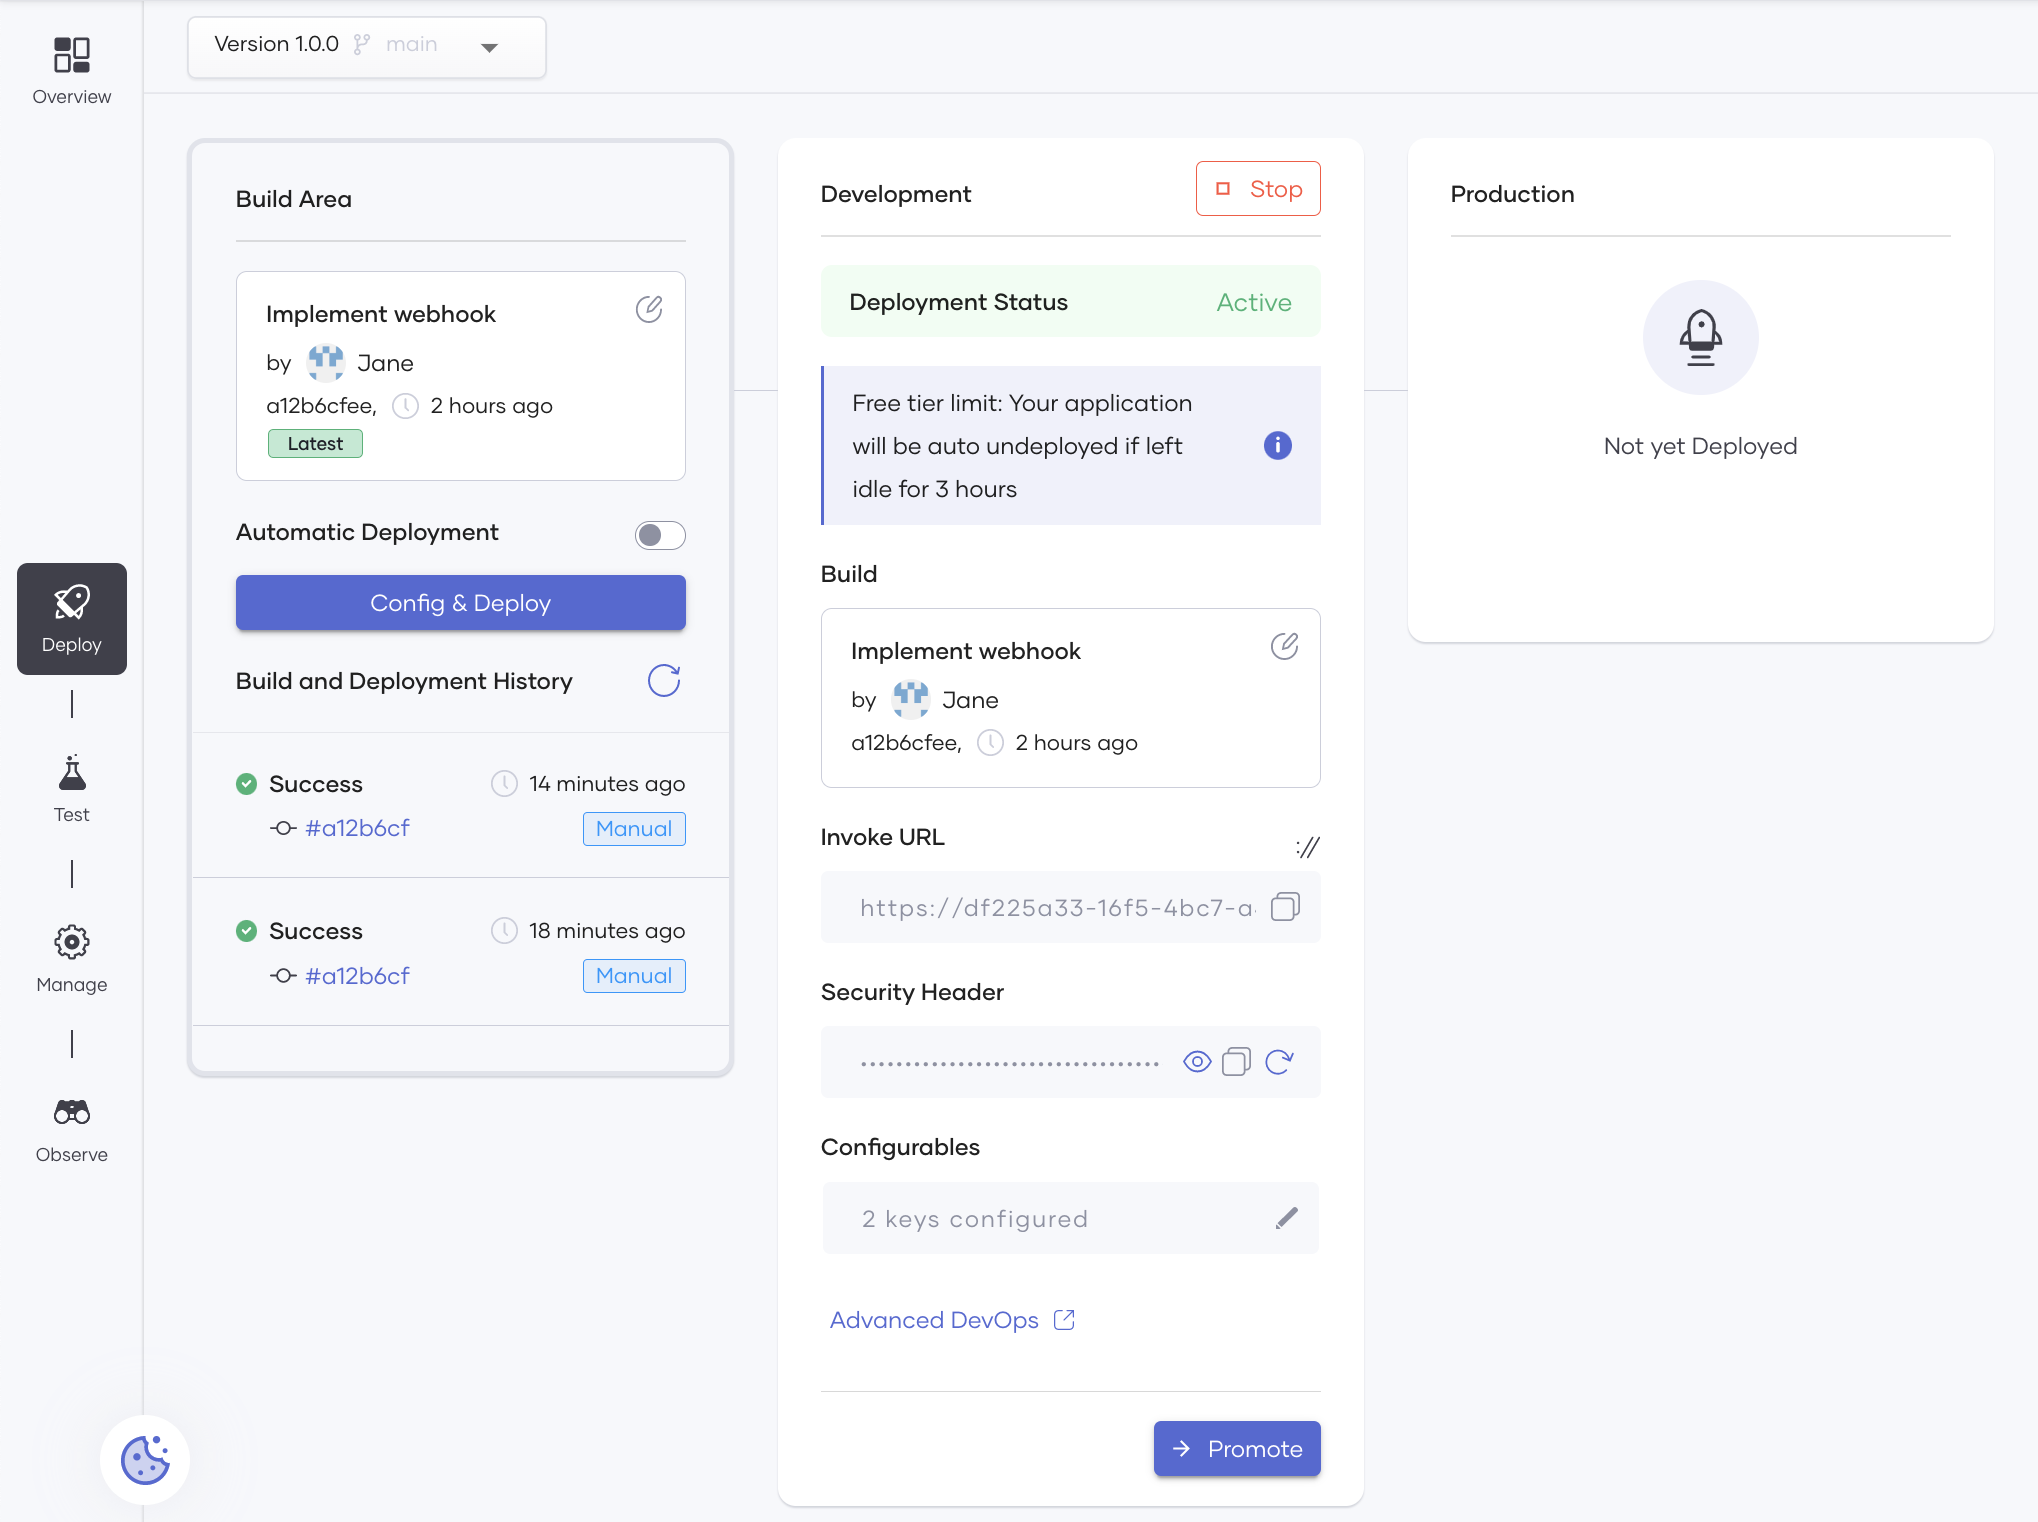 Version 1.0.0 main
Overview
Deploy
Test
Manage
Observe
Build Area
Implement webhook
by Jane
a12b6cfee, 2 hours ago
Latest
Automatic Deployment
Config & Deploy
Build and Deployment History
Success 14 minutes ago
#a12b6cf Manual
Success 18 minutes ago
#a12b6cf Manual
Development
Stop
Deployment Status Active
Free tier limit: Your application
will be auto undeployed if left
idle for 3 hours
Build
Implement webhook
by Jane
a12b6cfee, 2 hours ago
Invoke URL
://
https://df225a33-16f5-4bc7-a
Security Header
Configurables
2 keys configured
Advanced DevOps
Promote
Production
Not yet Deployed